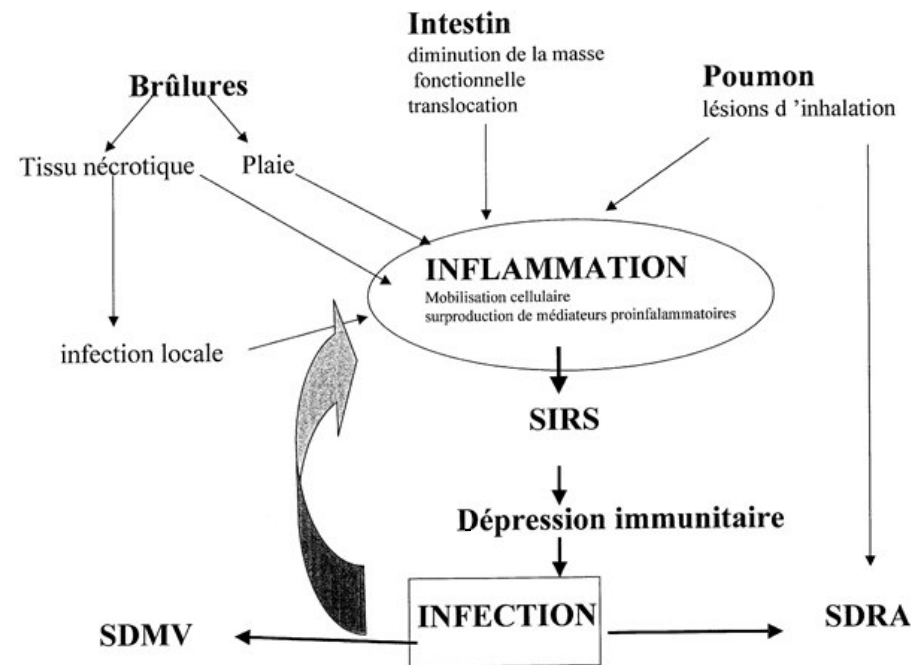 Intestin
diminution de la masse
fonctionnelle
translocation
Brûlures
Poumon
lésions d ’inhalation
Tissu nécrotique
Plaie
INFLAMMATION
Mobilisation cellulaire
surproduction de médiateurs proinfalammatoires
infection locale
SIRS
Dépression immunitaire
INFECTION
SDMV
SDRA